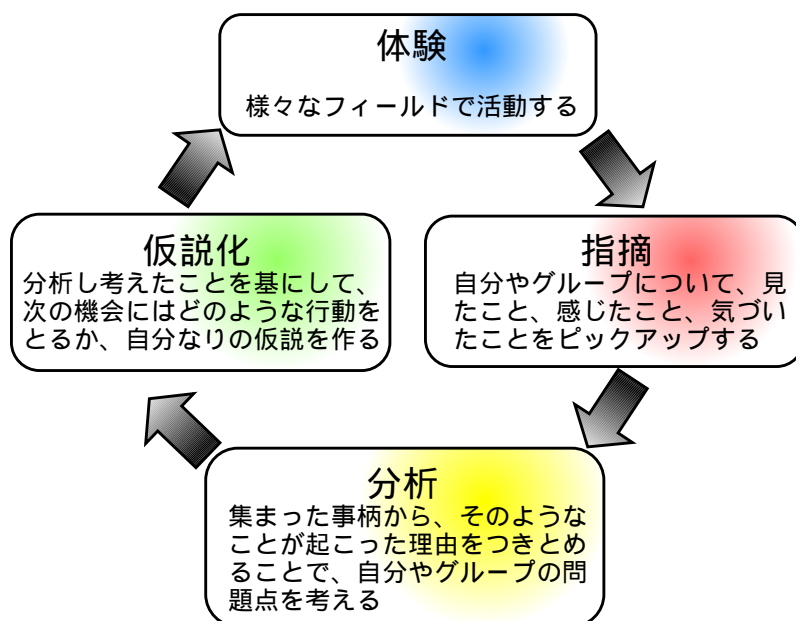 体験
様々なフィールドで活動する
仮説化
分析し考えたことを基にして、
次の機会にはどのような行動を
とるか、自分なりの仮説を作る
指摘
自分やグループについて、見
たこと、感じたこと、気づい
たことをピックアップする
分析
集まった事柄から、そのような
ことが起こった理由をつきとめ
ることで、自分やグループの問
題点を考える